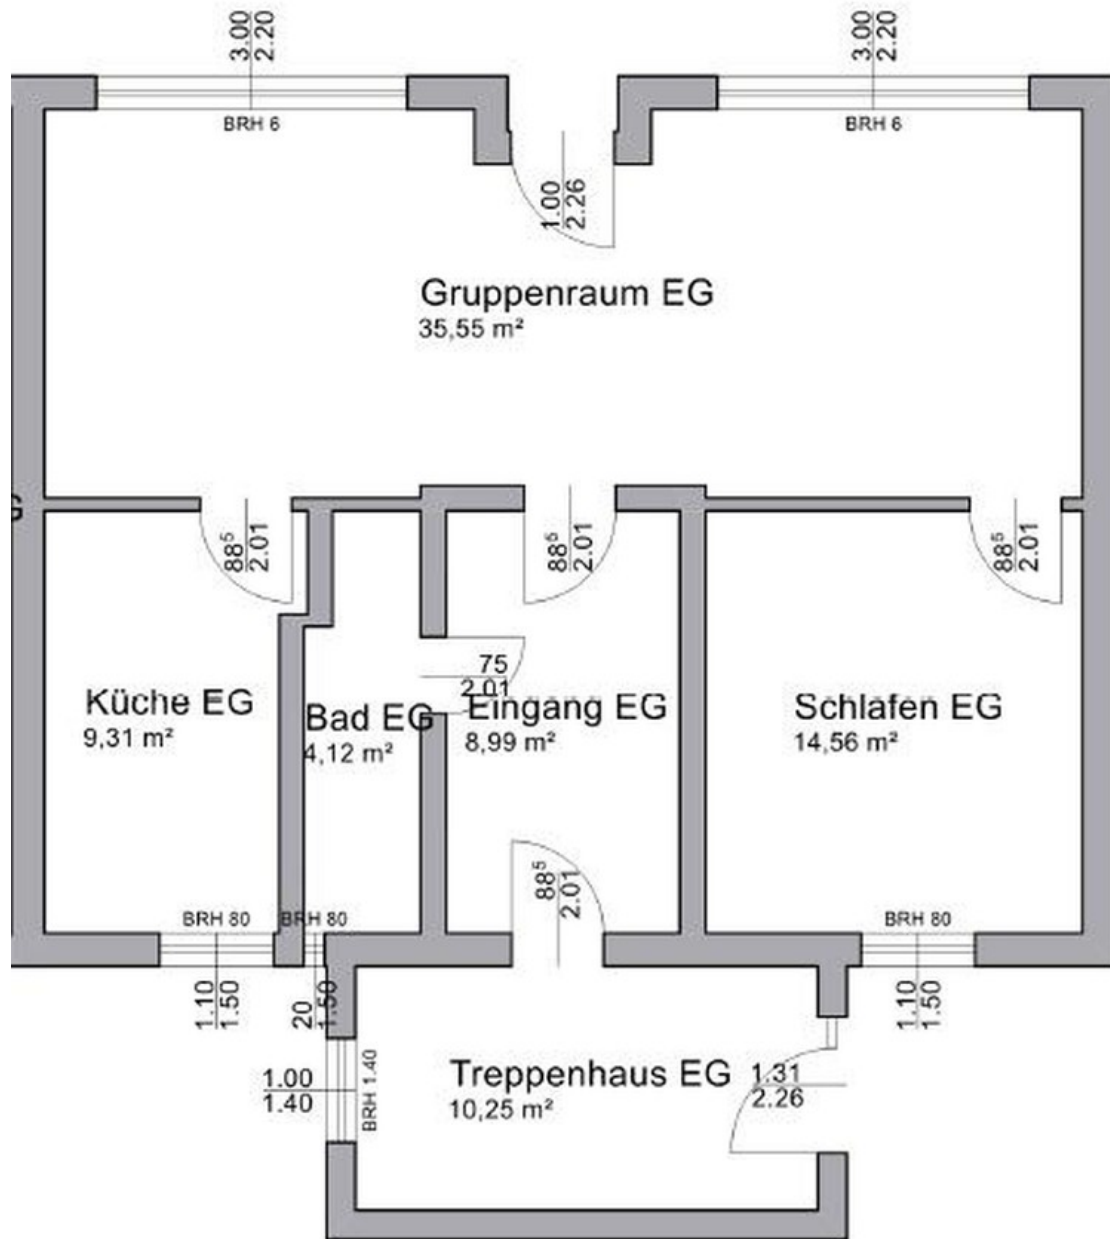 3.00
2.20
3.00
2.20
BRH 6
BRH 6
1.00
2.26
Gruppenraum EG
35,55 m²
88⁵
2.01
88⁵
2.01
88⁵
2.01
75
2.01
Küche EG
9,31 m²
Bad EG
4,12 m²
Eingang EG
8,99 m²
Schlafen EG
14,56 m²
88⁵
2.01
BRH 80
BRH 80
BRH 80
1.10
1.50
20
1.50
1.10
1.50
1.00
1.40
BRH 1.40
Treppenhaus EG
10,25 m²
1.31
2.26